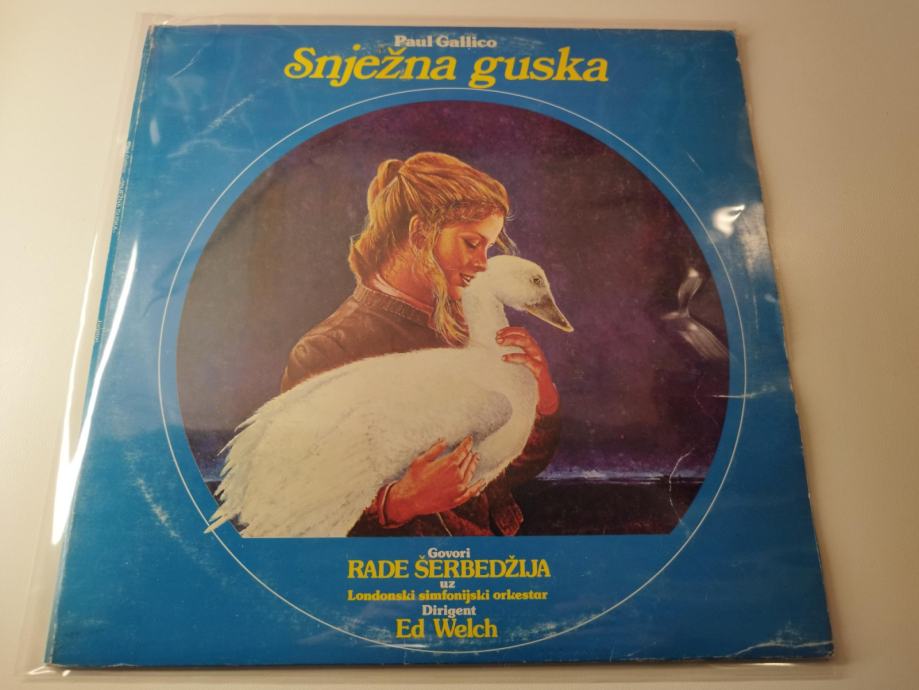 Paul Gallico
Snježna guska
Govori
RADE ŠERBEDŽIJA
uz
Londonski simfonijski orkestar
Dirigent
Ed Welch